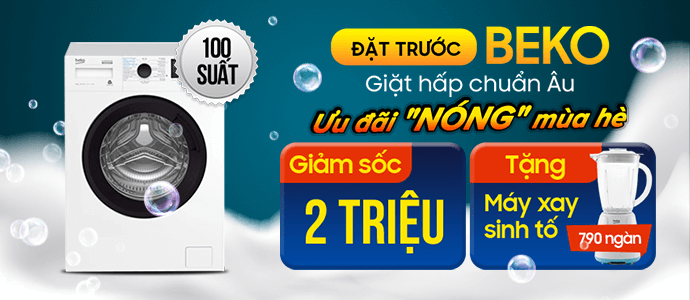 100
SUẤT
ĐẶT TRƯỚC
BEKO
Giặt hấp chuẩn Âu
Ưu đãi "NÓNG" mùa hè
Giảm sốc
2 TRIỆU
Tặng
Máy xay
sinh tố
790 ngàn
beko